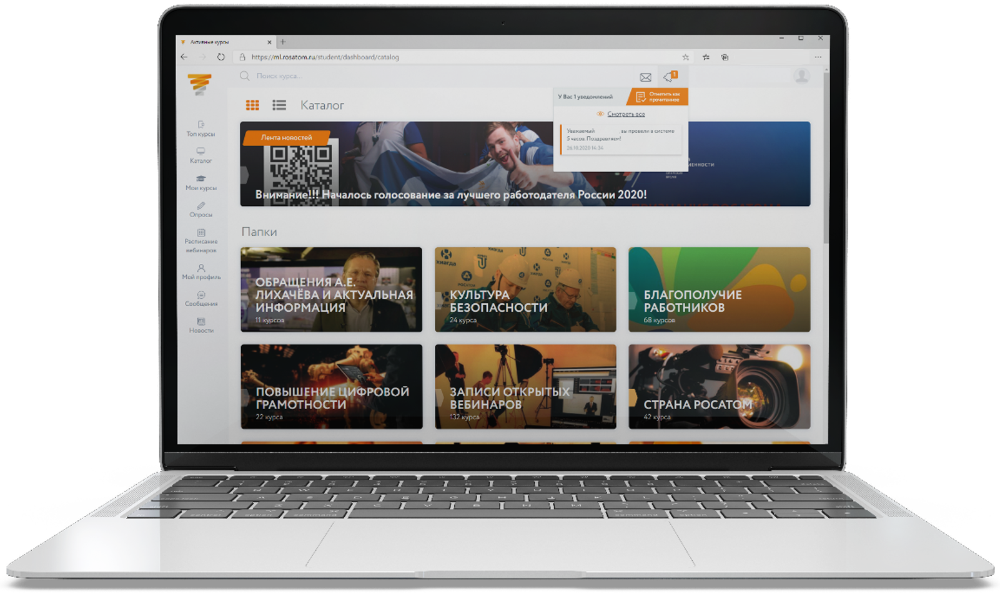 Активные курсы
https://ml.rosatom.ru/student/dashboard/catalog
Поиск курса...
1
У Вас 1 уведомлений
Отметить как
прочитанное
Смотреть все
Уважаемый , вы провели в системе
5 часов. Поздравляем!
26.10.2020 14:34
Топ курсы
Каталог
Мои курсы
Опросы
Расписание
вебинаров
Мой профиль
Сообщения
Новости
Каталог
Лента новостей
Внимание!!! Началось голосование за лучшего работодателя России 2020!
Папки
ОБРАЩЕНИЯ А.Е.
ЛИХАЧЁВА И АКТУАЛЬНАЯ
ИНФОРМАЦИЯ
11 курсов
ХИАГДА
РОСАТОМ
КУЛЬТУРА
БЕЗОПАСНОСТИ
24 курса
БЛАГОПОЛУЧИЕ
РАБОТНИКОВ
68 курсов
ПОВЫШЕНИЕ ЦИФРОВОЙ
ГРАМОТНОСТИ
22 курса
ЗАПИСИ ОТКРЫТЫХ
ВЕБИНАРОВ
132 курса
СТРАНА РОСАТОМ
42 курса